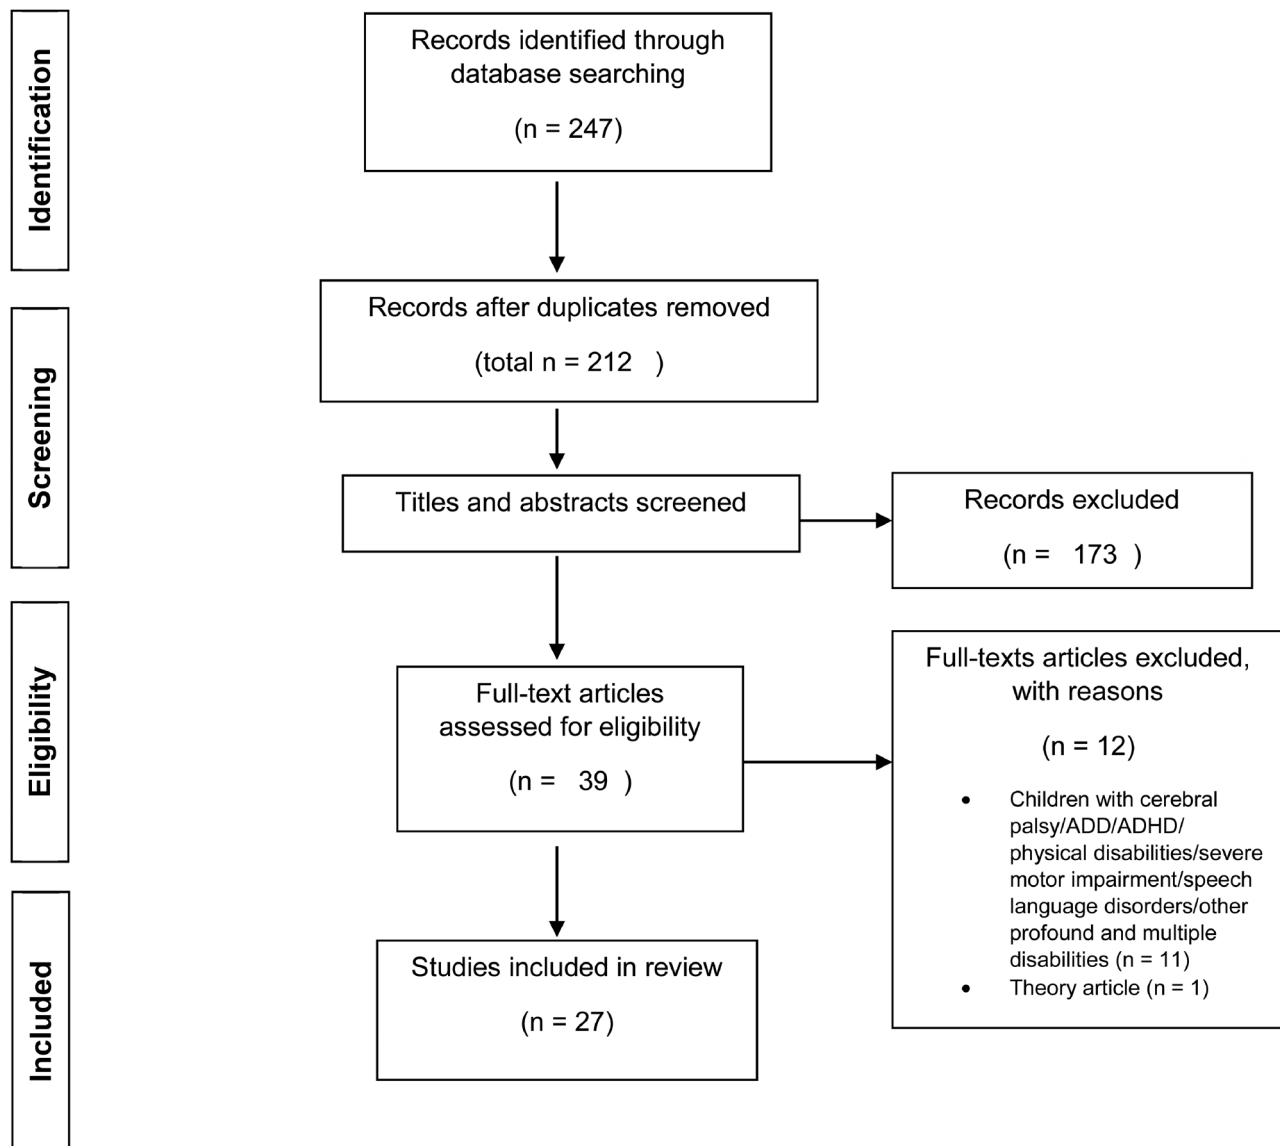 Identification
Records identified through
database searching
(n = 247)
Records after duplicates removed
(total n = 212 )
Screening
Titles and abstracts screened
Records excluded
(n = 173 )
Eligibility
Full-text articles
assessed for eligibility
(n = 39 )
Full-texts articles excluded,
with reasons
(n = 12)
• Children with cerebral
palsy/ADD/ADHD/
physical disabilities/severe
motor impairment/speech
language disorders/other
profound and multiple
disabilities (n = 11)
• Theory article (n = 1)
Included
Studies included in review
(n = 27)